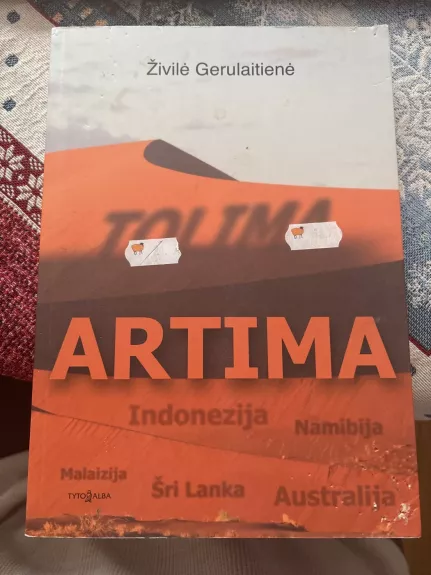 Živilė Gerulaitienė
TOLIMA
ARTIMA
Indonezija
Namibija
Malaizija
Šri Lanka
Australija
TYTO ALBA